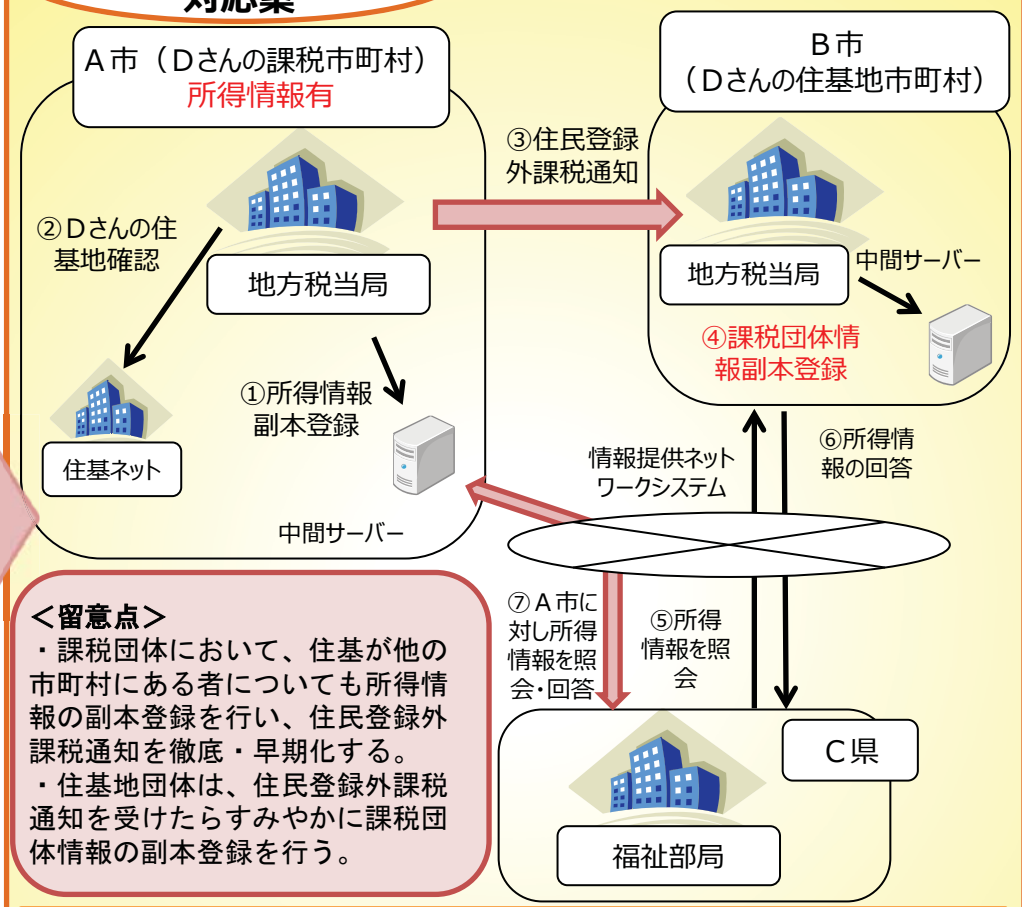 対応案
A市（Dさんの課税市町村）
所得情報有
B市
（Dさんの住基地市町村）
③住民登録
外課税通知
②Dさんの住
基地確認
地方税当局
地方税当局
中間サーバー
④課税団体情
報副本登録
①所得情報
副本登録
住基ネット
中間サーバー
情報提供ネット
ワークシステム
⑥所得情
報の回答
＜留意点＞
・課税団体において、住基が他の
市町村にある者についても所得情
報の副本登録を行い、住民登録外
課税通知を徹底・早期化する。
・住基地団体は、住民登録外課税
通知を受けたらすみやかに課税団
体情報の副本登録を行う。
⑦A市に
対し所得
情報を照
会・回答
⑤所得
情報を照
会
C県
福祉部局